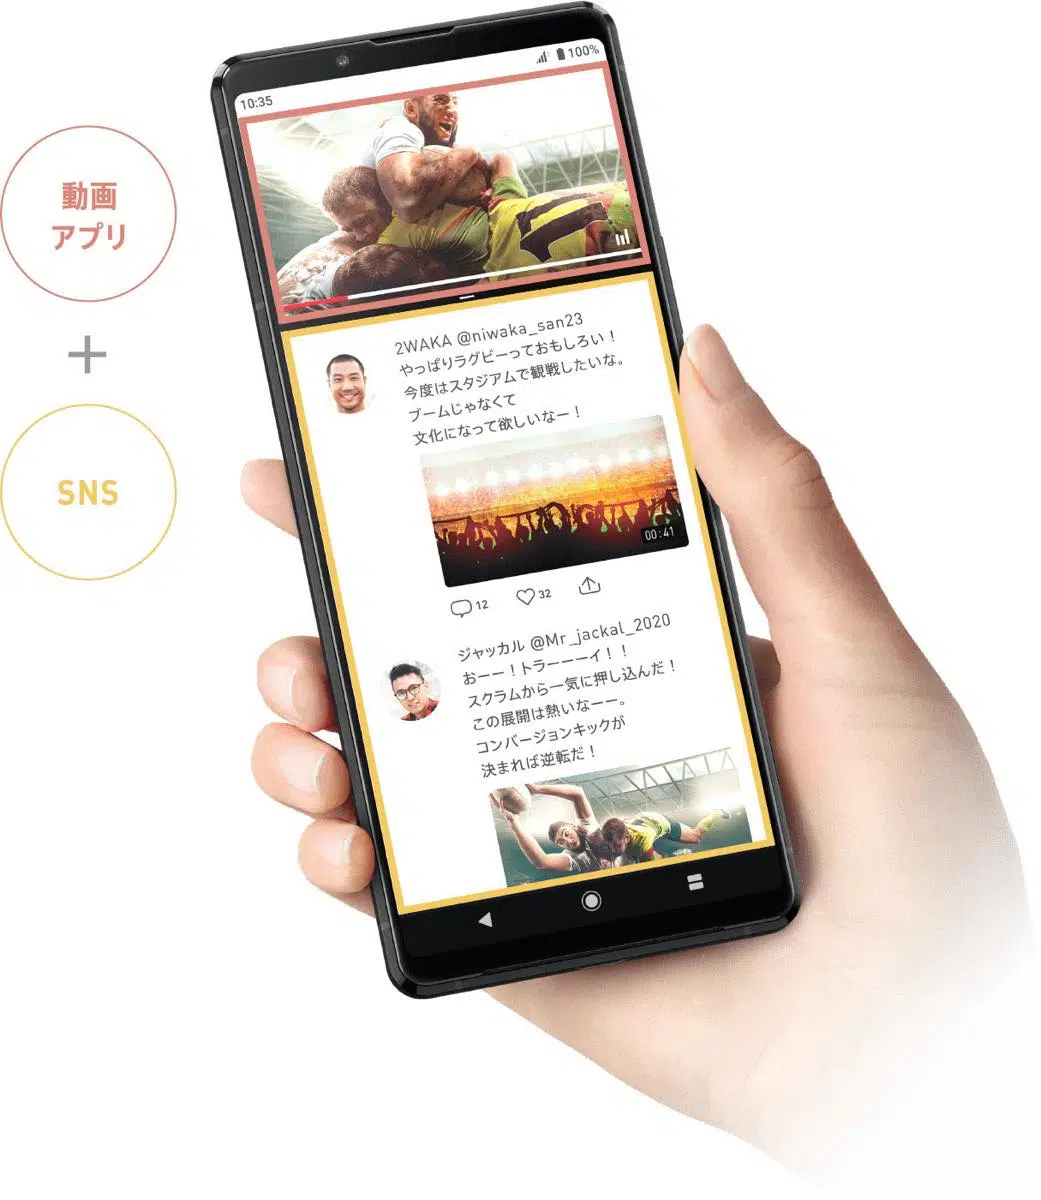 動画
アプリ
+
SNS
10:35
100%
2WAKA @niwaka_san23
やっぱりラグビーっておもしろい！
今度はスタジアムで観戦したいな。
ブームじゃなくて
文化になって欲しいなー！
00:41
12
32
ジャッカル @Mr_jackal_2020
おーー！トラーーーイ！！
スクラムから一気に押し込んだ！
この展開は熱いなーー。
コンバージョンキックが
決まれば逆転だ！